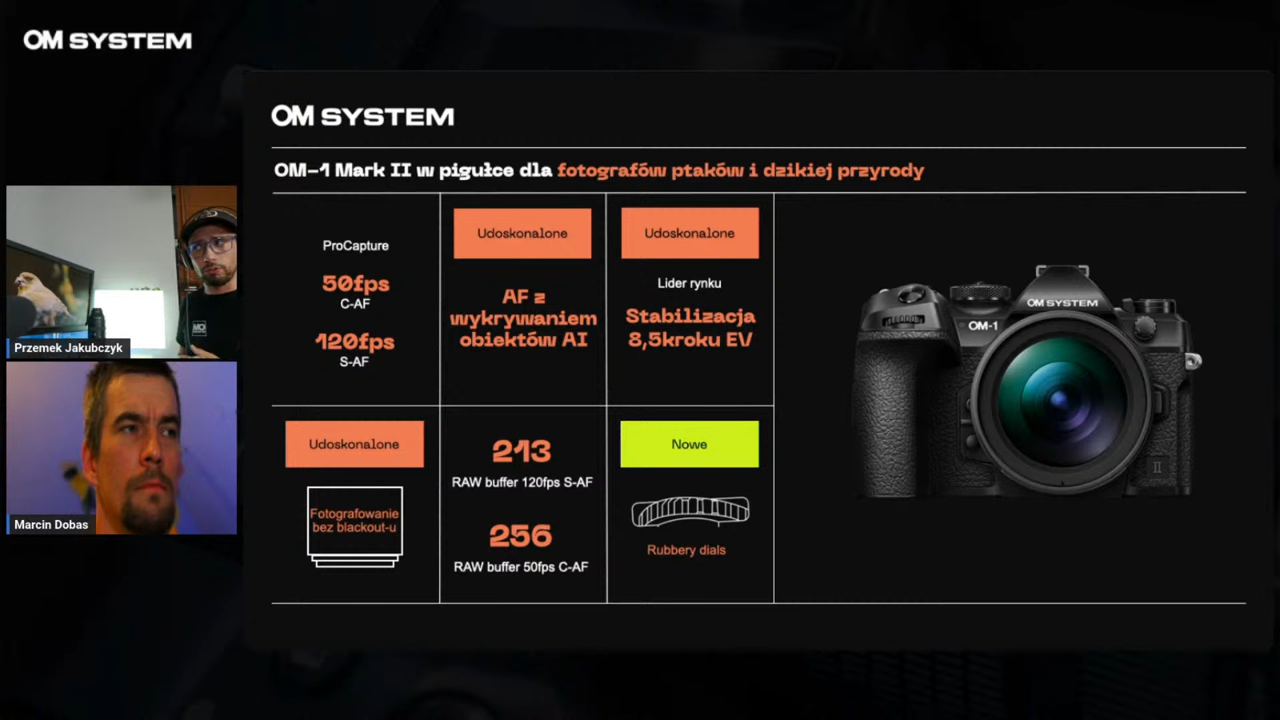 OM SYSTEM
OM SYSTEM
OM-1 Mark II w pigułce dla fotografów ptaków i dzikiej przyrody
ProCapture
50fps
C-AF
120fps
S-AF
Udoskonalone
AF z
wykrywaniem
obiektów AI
Udoskonalone
Lider rynku
Stabilizacja
8,5kroku EV
Udoskonalone
Fotografowanie
bez blackout-u
213
RAW buffer 120fps S-AF
256
RAW buffer 50fps C-AF
Nowe
Rubbery dials
OM SYSTEM
OM-1
II
Przemek Jakubczyk
Marcin Dobas